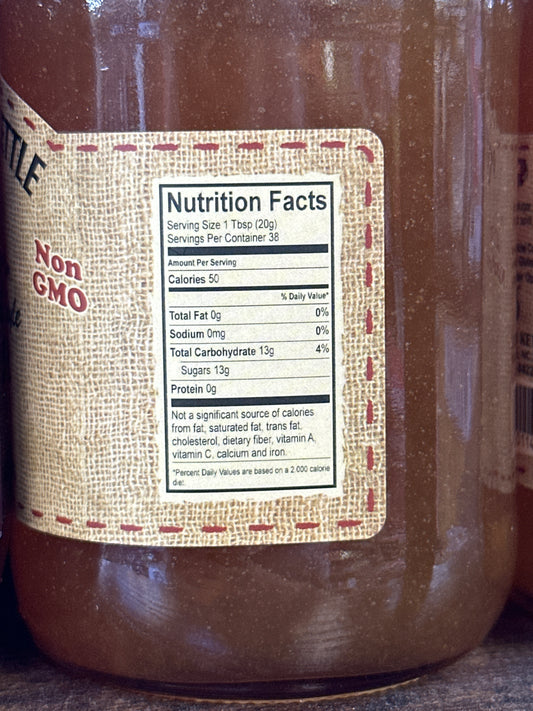 TTLE
Non
GMO
Nutrition Facts
Serving Size 1 Tbsp (20g)
Servings Per Container 38
Amount Per Serving
Calories 50
% Daily Value*
Total Fat 0g 0%
Sodium 0mg 0%
Total Carbohydrate 13g 4%
Sugars 13g
Protein 0g
Not a significant source of calories
from fat, saturated fat, trans fat,
cholesterol, dietary fiber, vitamin A,
vitamin C, calcium and iron.
*Percent Daily Values are based on a 2,000 calorie
diet.